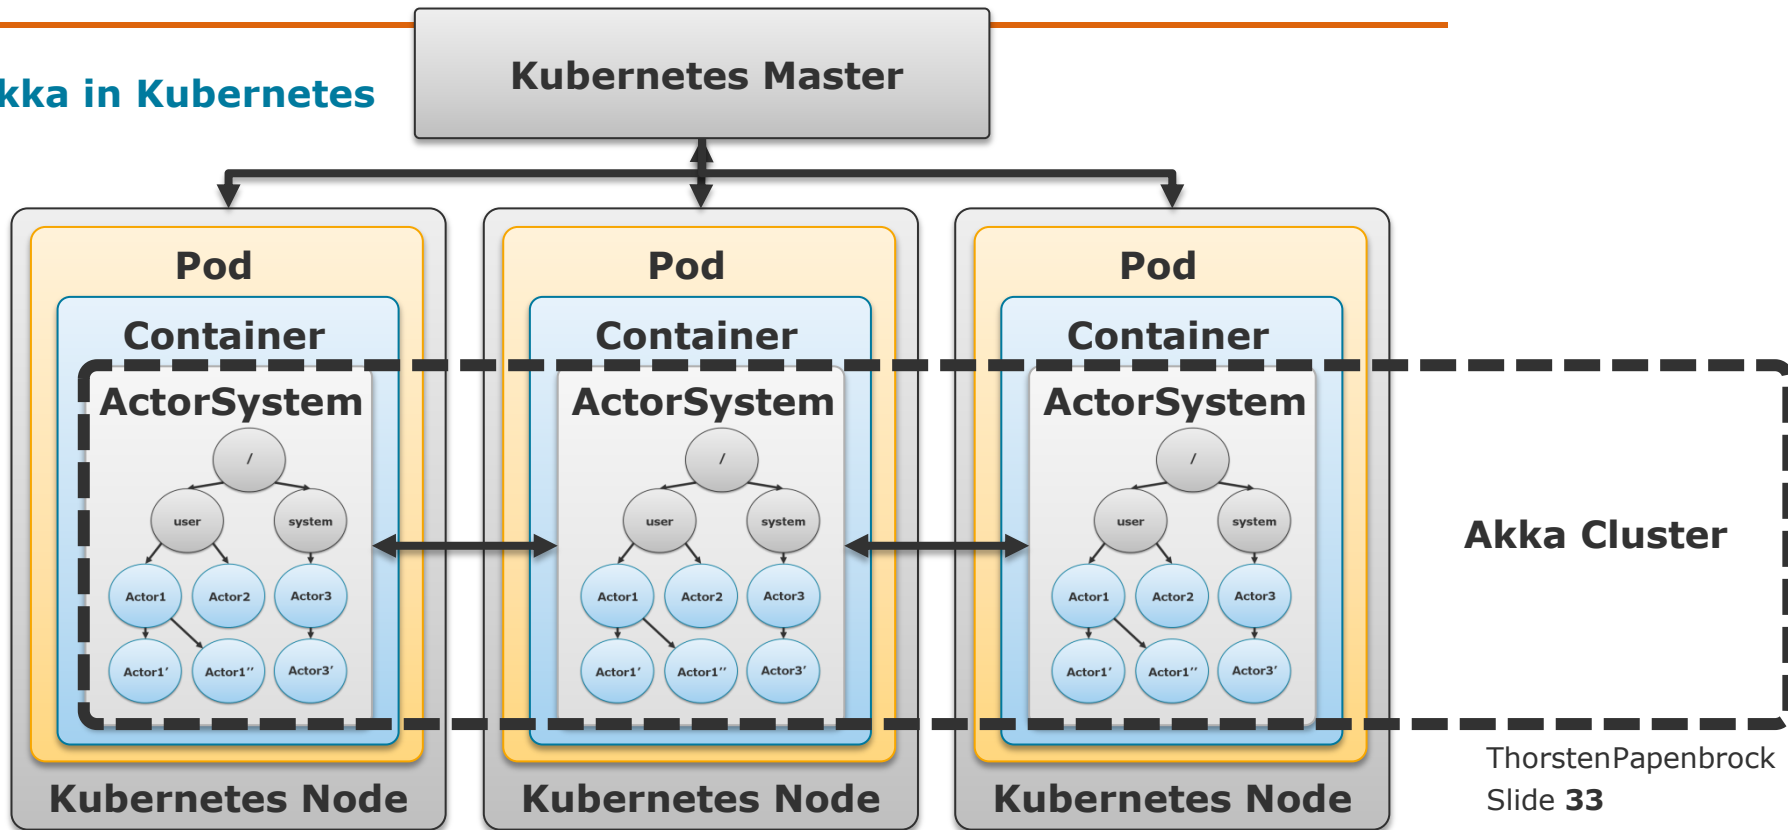 Kubernetes Master
kka in Kubernetes
Pod
Pod
Pod
Container
Container
Container
ActorSystem
ActorSystem
ActorSystem
/
/
/
user
system
user
system
user
system
Akka Cluster
Actor1
Actor2
Actor3
Actor1
Actor2
Actor3
Actor1
Actor2
Actor3
Actor1′
Actor1′′
Actor3′
Actor1′
Actor1′′
Actor3′
Actor1′
Actor1′′
Actor3′
Kubernetes Node
Kubernetes Node
Kubernetes Node
ThorstenPapenbrock
Slide 33